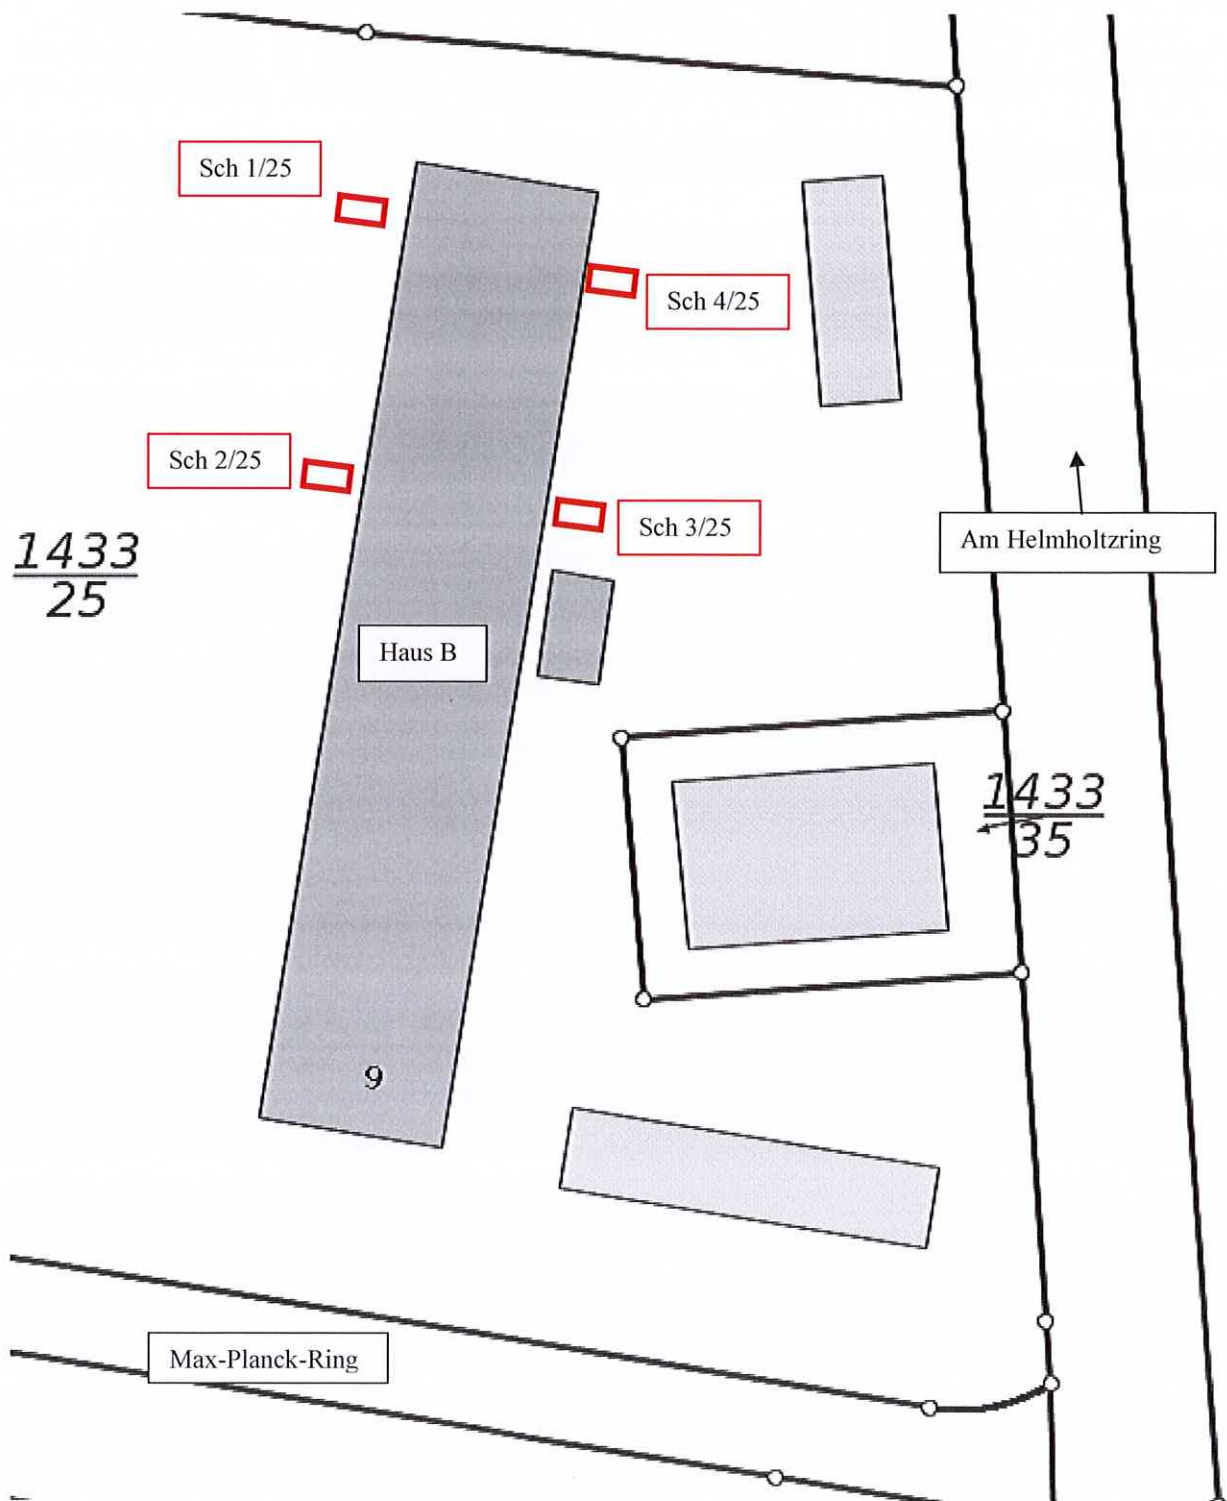 Sch 1/25
Sch 4/25
Sch 2/25
Sch 3/25
Am Helmholtzring
1433
25
Haus B
1433
35
9
Max-Planck-Ring